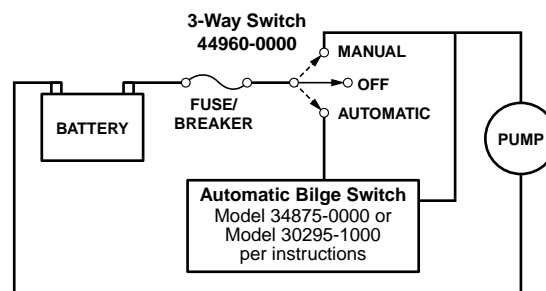 3-Way Switch
44960-0000
MANUAL
OFF
AUTOMATIC
FUSE/
BREAKER
BATTERY
PUMP
Automatic Bilge Switch
Model 34875-0000 or
Model 30295-1000
per instructions